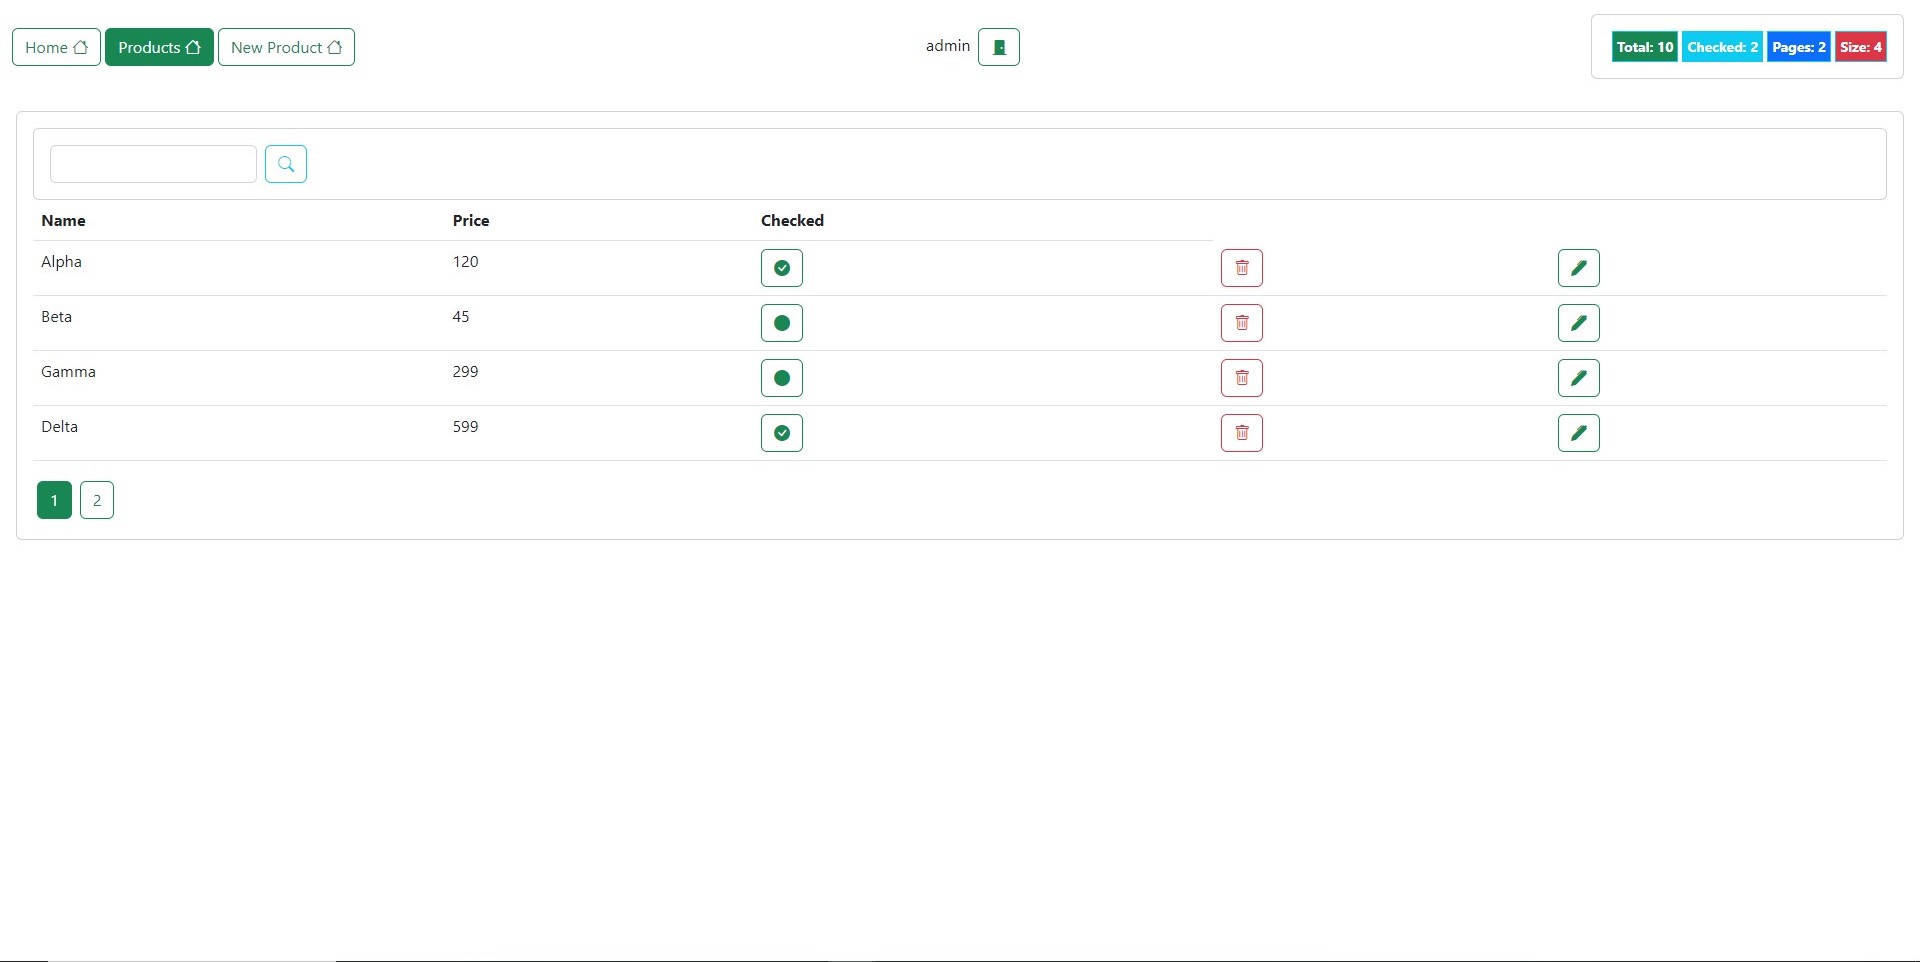 Home Products New Product admin Total: 10 Checked: 2 Pages: 2 Size: 4
Name Price Checked
Alpha 120
Beta 45
Gamma 299
Delta 599
1 2